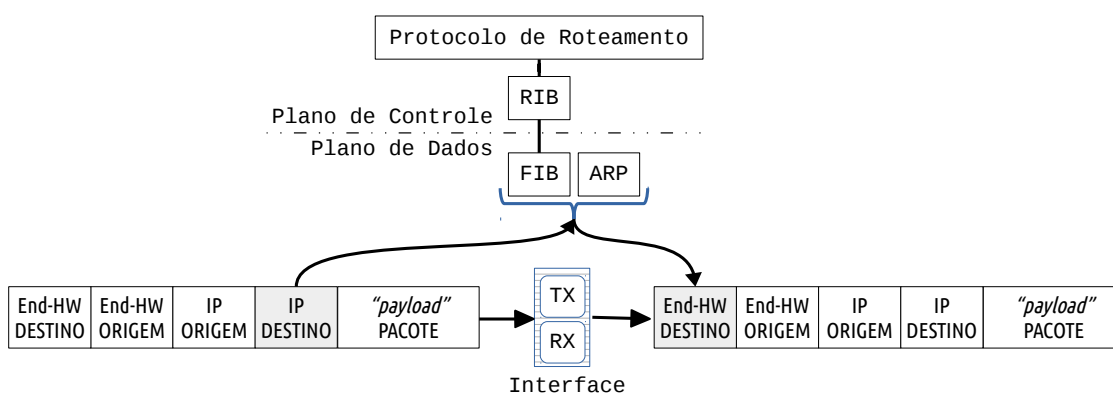 Protocolo de Roteamento
RIB
Plano de Controle
Plano de Dados
FIB ARP
End-HW End-HW IP IP "payload"
DESTINO ORIGEM ORIGEM DESTINO PACOTE
TX
RX
Interface
End-HW End-HW IP IP "payload"
DESTINO ORIGEM ORIGEM DESTINO PACOTE